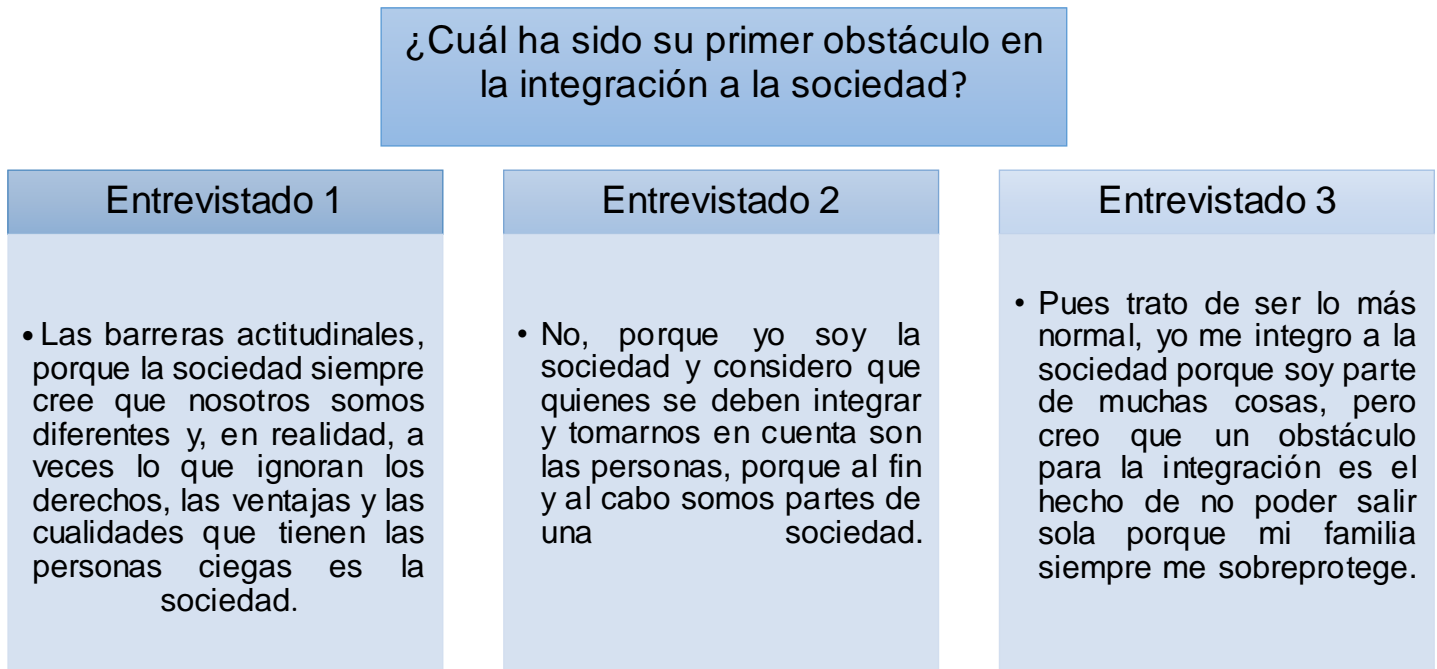 ¿Cuál ha sido su primer obstáculo en
la integración a la sociedad?
Entrevistado 1
• Las barreras actitudinales,
porque la sociedad siempre
cree que nosotros somos
diferentes y, en realidad, a
veces lo que ignoran los
derechos, las ventajas y las
cualidades que tienen las
personas ciegas es la
sociedad.
Entrevistado 2
• No, porque yo soy la
sociedad y considero que
quienes se deben integrar
y tomarnos en cuenta son
las personas, porque al fin
y al cabo somos partes de
una sociedad.
Entrevistado 3
• Pues trato de ser lo más
normal, yo me integro a la
sociedad porque soy parte
de muchas cosas, pero
creo que un obstáculo
para la integración es el
hecho de no poder salir
sola porque mi familia
siempre me sobreprotege.